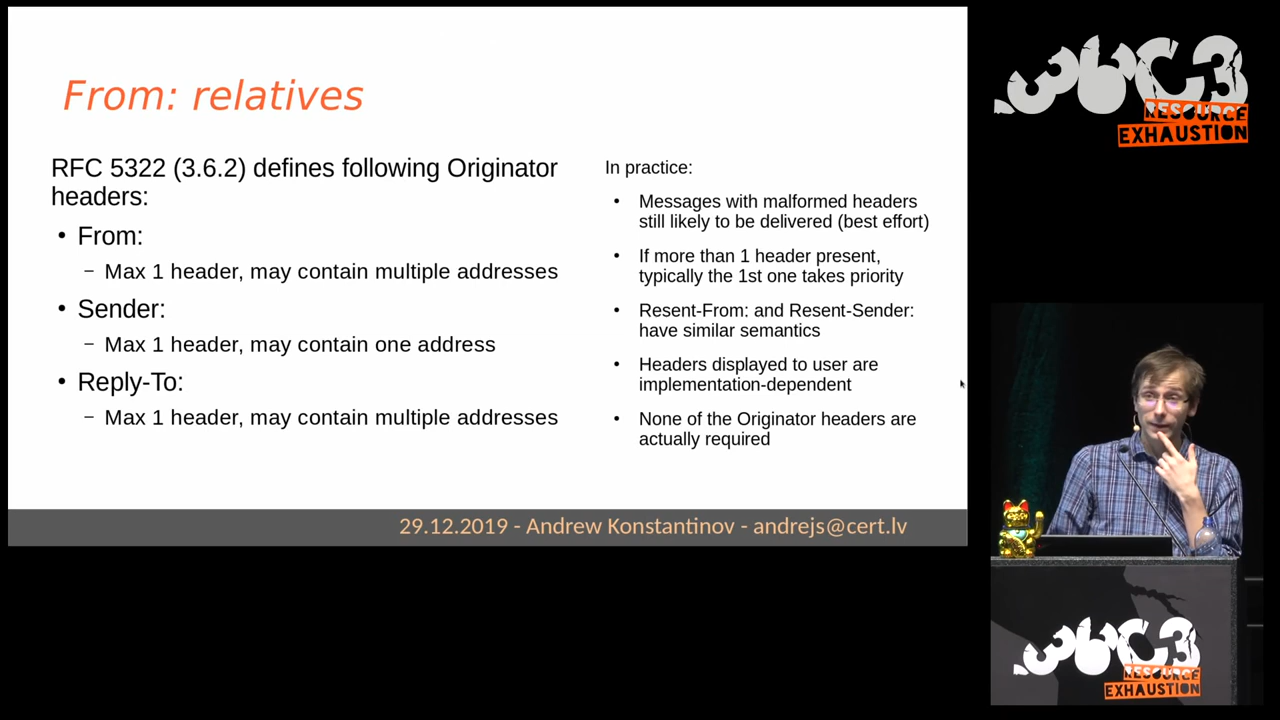 From: relatives
RFC 5322 (3.6.2) defines following Originator
headers:
• From:
– Max 1 header, may contain multiple addresses
• Sender:
– Max 1 header, may contain one address
• Reply-To:
– Max 1 header, may contain multiple addresses
In practice:
• Messages with malformed headers
still likely to be delivered (best effort)
• If more than 1 header present,
typically the 1st one takes priority
• Resent-From: and Resent-Sender:
have similar semantics
• Headers displayed to user are
implementation-dependent
• None of the Originator headers are
actually required
29.12.2019 - Andrew Konstantinov - andrejs@cert.lv
36C3
RESOURCE
EXHAUSTION
36C3
RESOURCE
EXHAUSTION